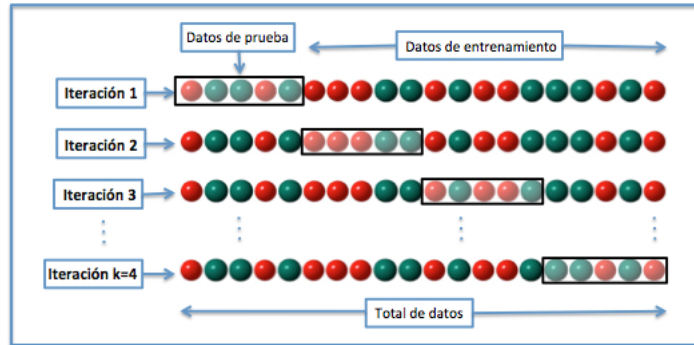 Datos de prueba
Datos de entrenamiento
Iteración 1
Iteración 2
Iteración 3
Iteración k=4
Total de datos